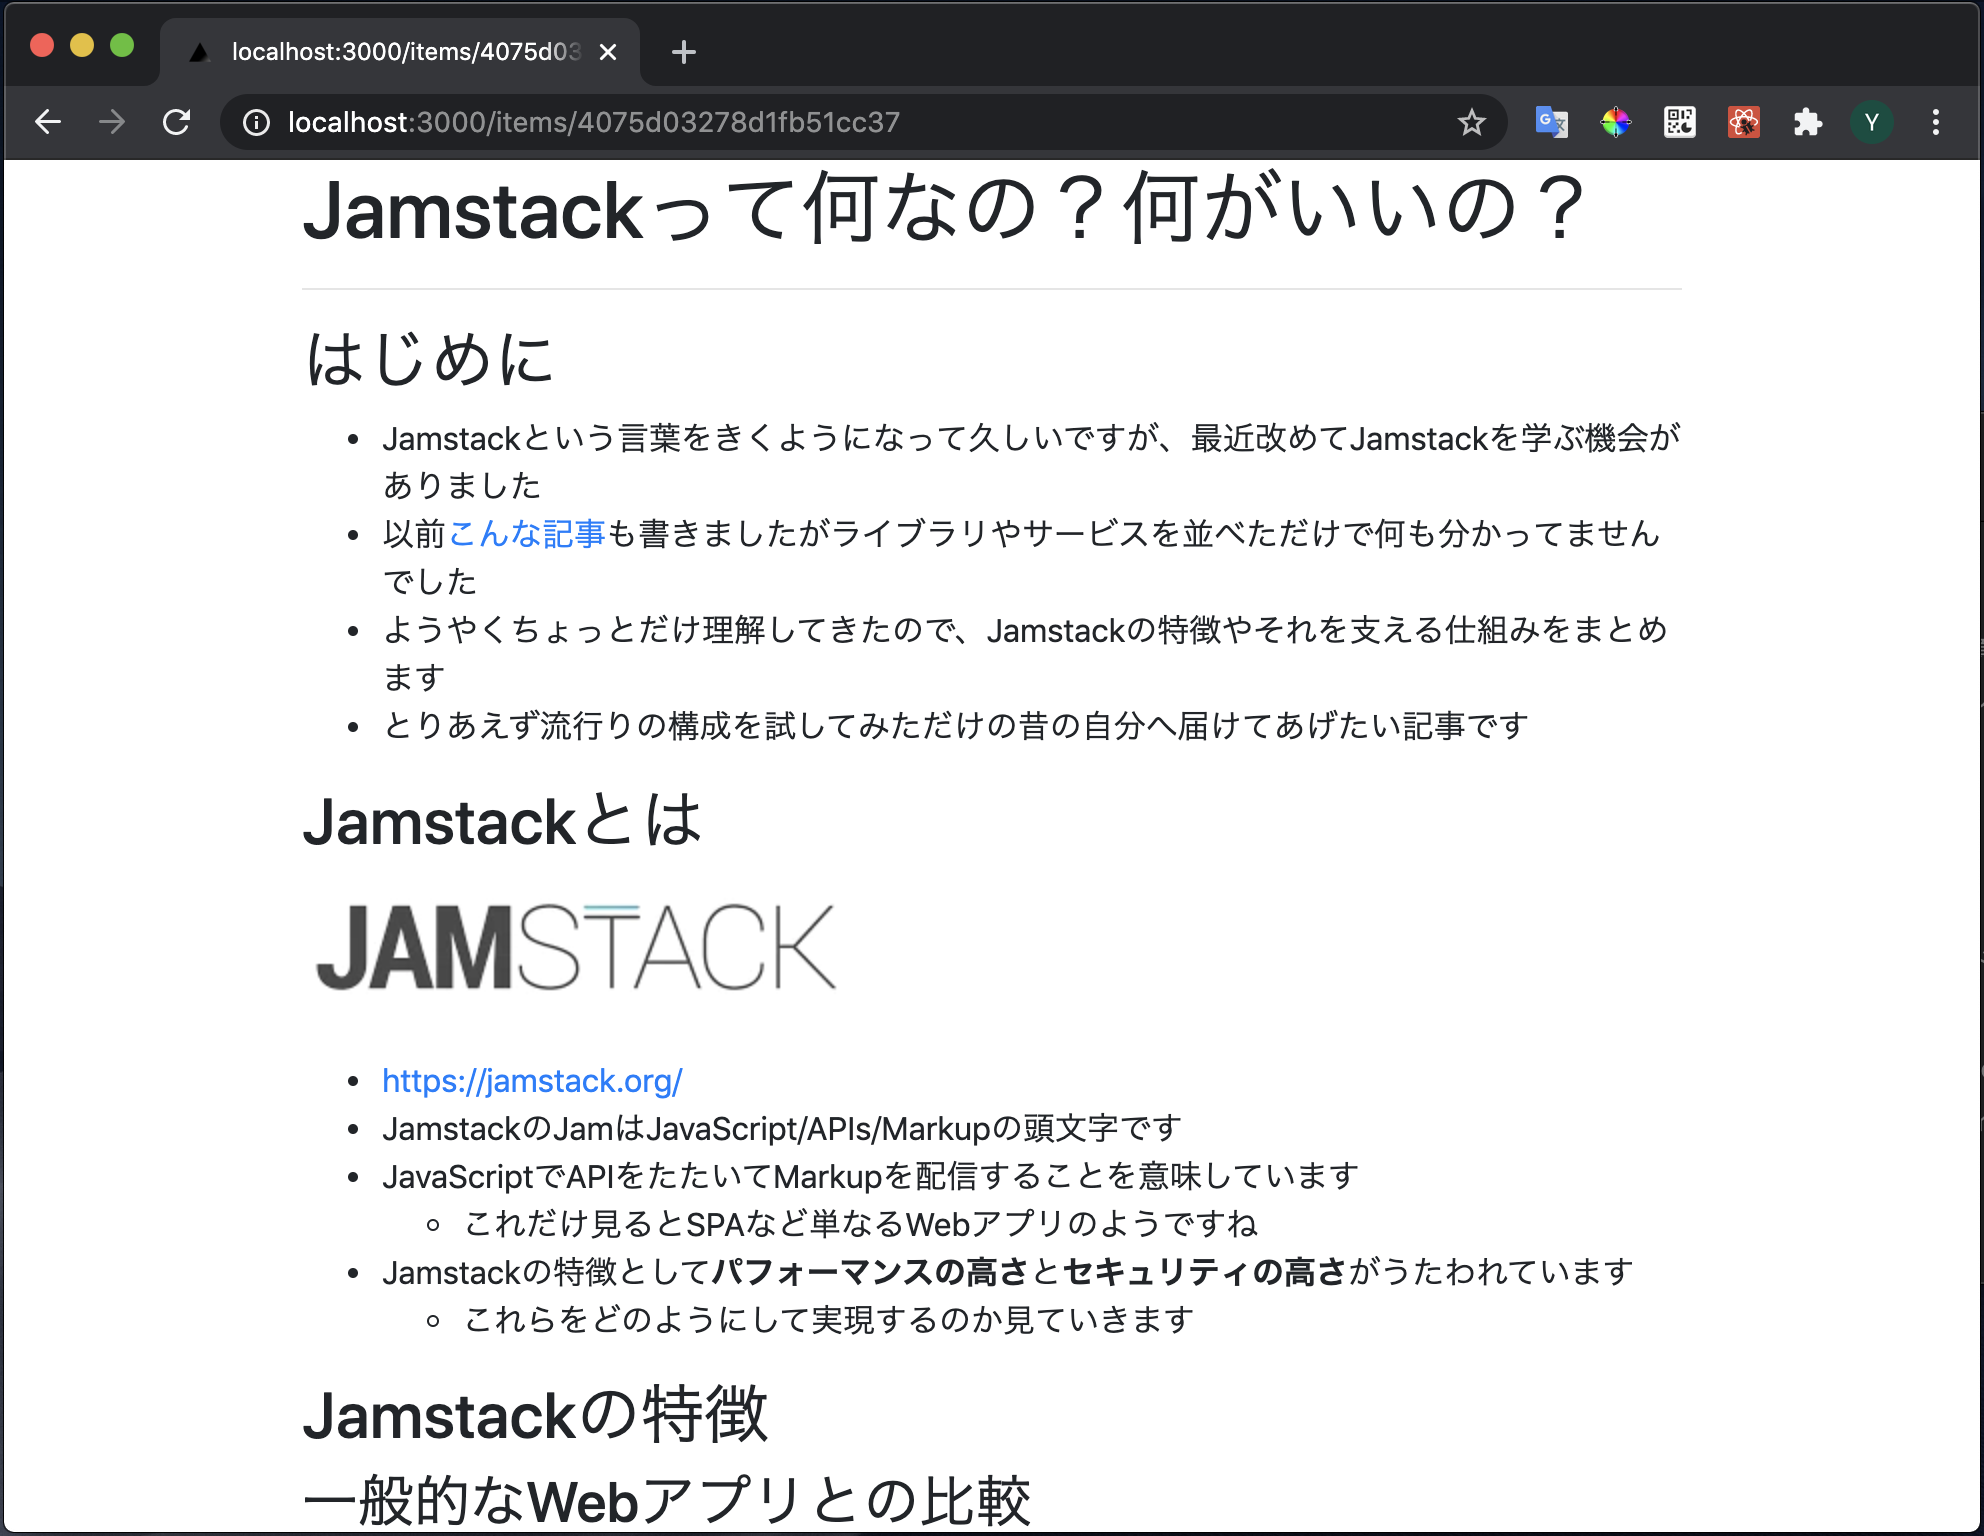 localhost:3000/items/4075d03
localhost:3000/items/4075d03278d1fb51cc37
Y
Jamstackって何なの？何がいいの？
はじめに
Jamstackという言葉をきくようになって久しいですが、最近改めてJamstackを学ぶ機会が
ありました
以前こんな記事も書きましたがライブラリやサービスを並べただけで何も分かってません
でした
ようやくちょっとだけ理解してきたので、Jamstackの特徴やそれを支える仕組みをまとめ
ます
とりあえず流行りの構成を試してみただけの昔の自分へ届けてあげたい記事です
Jamstackとは
JAMSTACK
https://jamstack.org/
JamstackのJamはJavaScript/APIs/Markupの頭文字です
JavaScriptでAPIをたたいてMarkupを配信することを意味しています
これだけ見るとSPAなど単なるWebアプリのようですね
Jamstackの特徴としてパフォーマンスの高さとセキュリティの高さがうたわれています
これらをどのようにして実現するのか見ていきます
Jamstackの特徴
一般的なWebアプリとの比較